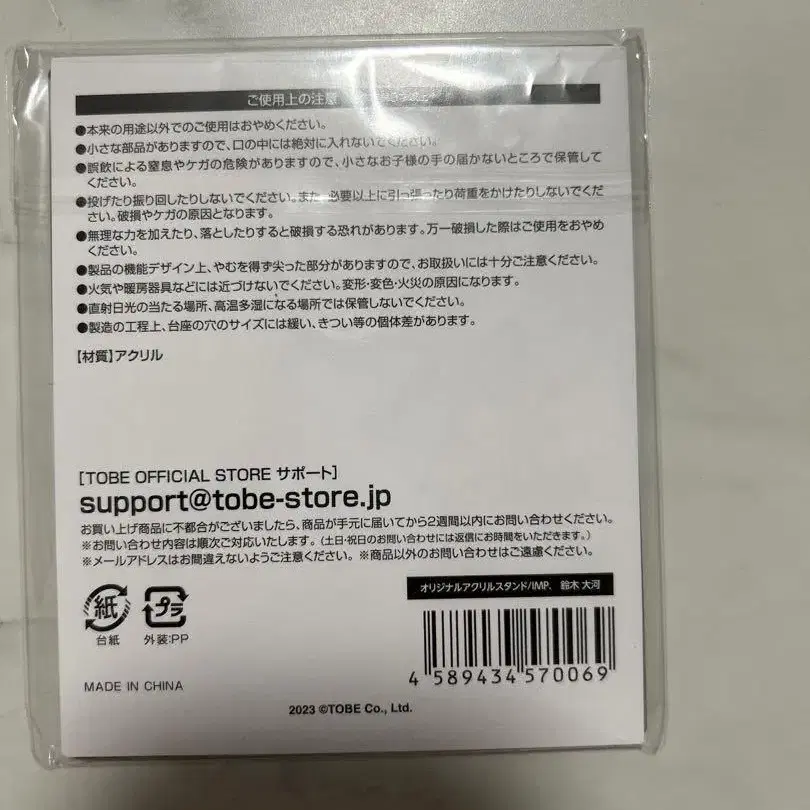 ご使用上の注意
●本来の用途以外でのご使用はおやめください。
●小さな部品がありますので、口の中には絶対に入れないでください。
●誤飲による窒息やケガの危険がありますので、小さなお子様の手の届かないところで保管して
ください。
●投げたり振り回したりしないでください。また、必要以上に引っ張ったり荷重をかけたりしないでくだ
さい。破損やケガの原因となります。
●無理な力を加えたり、落としたりすると破損する恐れがあります。万一破損した際はご使用をおやめ
ください。
●製品の機能デザイン上、やむを得ず尖った部分がありますので、お取扱いには十分ご注意ください。
●火気や暖房器具などには近づけないでください。変形・変色・火災の原因になります。
●直射日光の当たる場所、高温多湿になる場所では保管しないでください。
●製造の工程上、台座の穴のサイズには緩い、きつい等の個体差があります。
【材質】アクリル
[TOBE OFFICIAL STORE サポート]
support@tobe-store.jp
お買い上げ商品に不都合がございましたら、商品が手元に届いてから2週間以内にお問い合わせください。
※お問い合わせ内容は順次ご対応いたします。(土日・祝日のお問い合わせには返信にお時間をいただきます。)
※メールアドレスはお間違えないようご注意ください。※商品以外のお問い合わせはご遠慮ください。
オリジナルアクリルスタンド/IMP. 鈴木 大河
紙 プラ
台紙 外装:PP
4 589434 570069
MADE IN CHINA
2023 ©TOBE Co., Ltd.